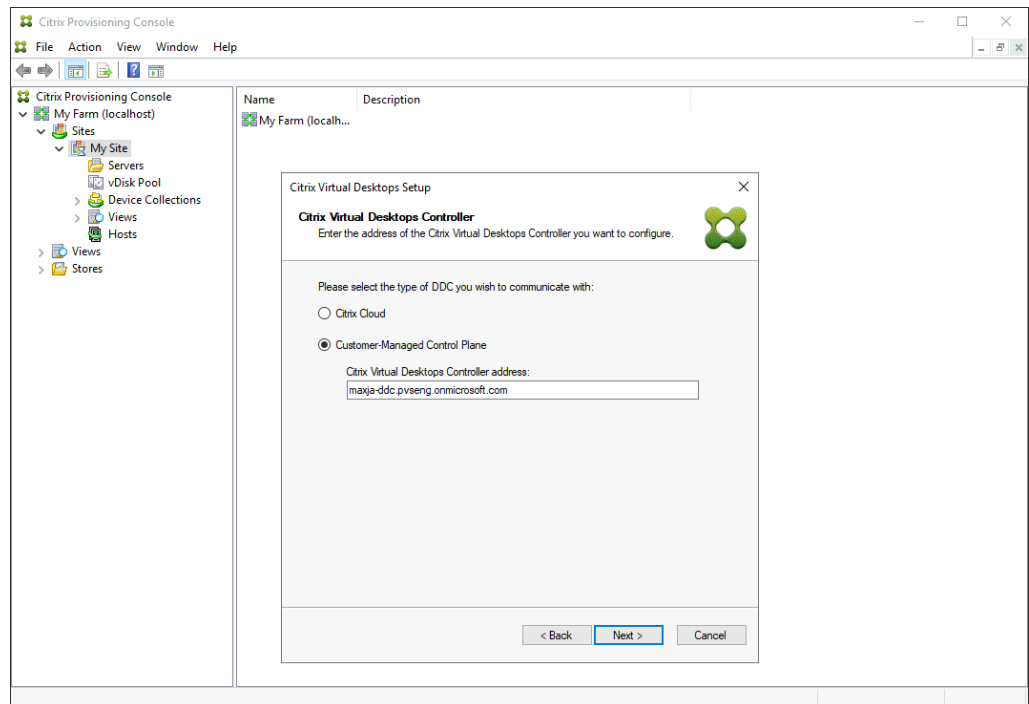 Citrix Provisioning Console
File Action View Window Help
Citrix Provisioning Console
My Farm (localhost)
Sites
My Site
Servers
vDisk Pool
Device Collections
Views
Hosts
Views
Stores
Name Description
My Farm (localh...
Citrix Virtual Desktops Setup
Citrix Virtual Desktops Controller
Enter the address of the Citrix Virtual Desktops Controller you want to configure.
Please select the type of DDC you wish to communicate with:
Citrix Cloud
Customer-Managed Control Plane
Citrix Virtual Desktops Controller address:
maxja-ddc.pvseng.onmicrosoft.com
< Back Next > Cancel